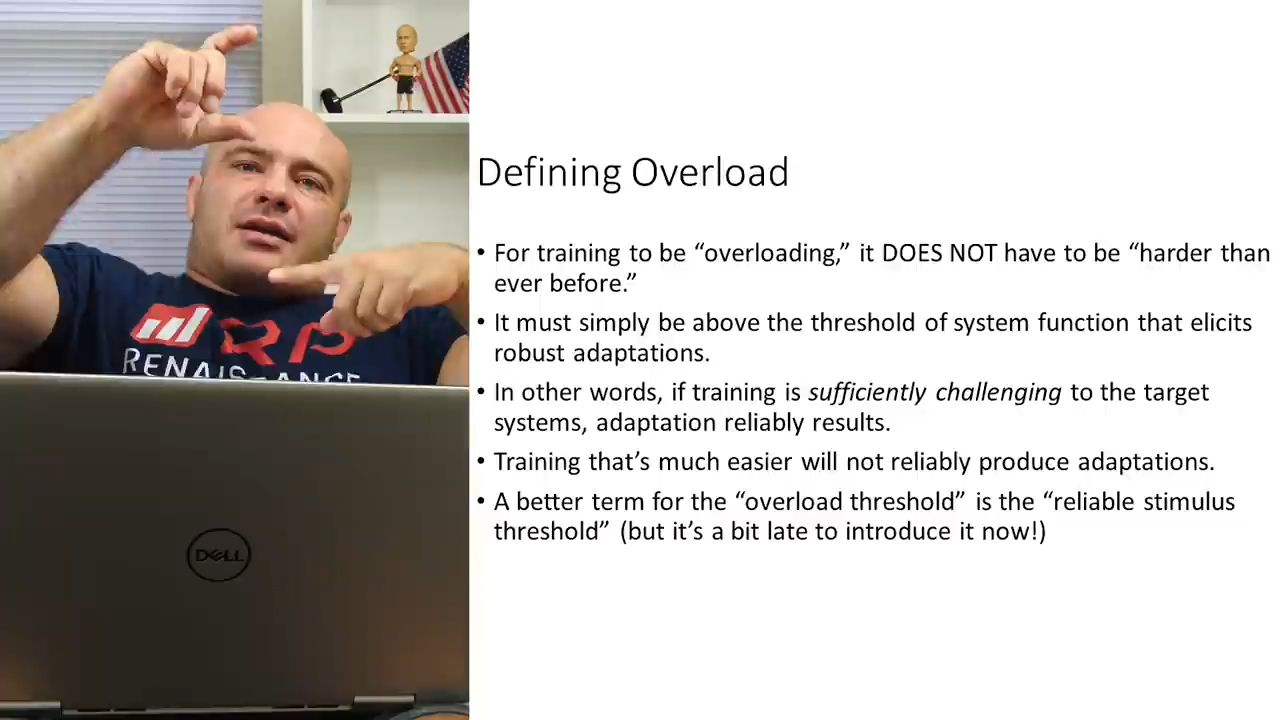 Defining Overload
• For training to be “overloading,” it DOES NOT have to be “harder than
ever before.”
• It must simply be above the threshold of system function that elicits
robust adaptations.
• In other words, if training is sufficiently challenging to the target
systems, adaptation reliably results.
• Training that’s much easier will not reliably produce adaptations.
• A better term for the “overload threshold” is the “reliable stimulus
threshold” (but it’s a bit late to introduce it now!)
RP
RENAISSANCE
DELL